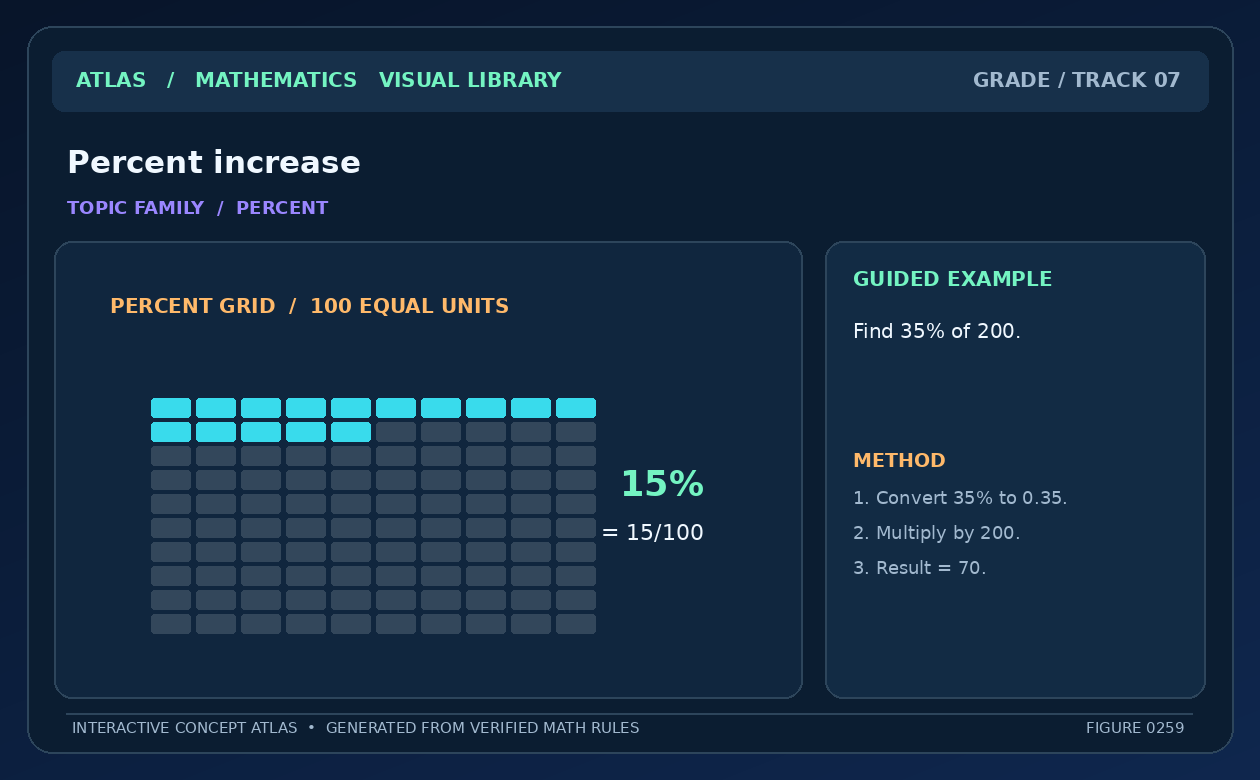 ATLAS / MATHEMATICS VISUAL LIBRARY
GRADE / TRACK 07
Percent increase
TOPIC FAMILY / PERCENT
PERCENT GRID / 100 EQUAL UNITS
15%
= 15/100
GUIDED EXAMPLE
Find 35% of 200.
METHOD
1. Convert 35% to 0.35.
2. Multiply by 200.
3. Result = 70.
INTERACTIVE CONCEPT ATLAS • GENERATED FROM VERIFIED MATH RULES
FIGURE 0259